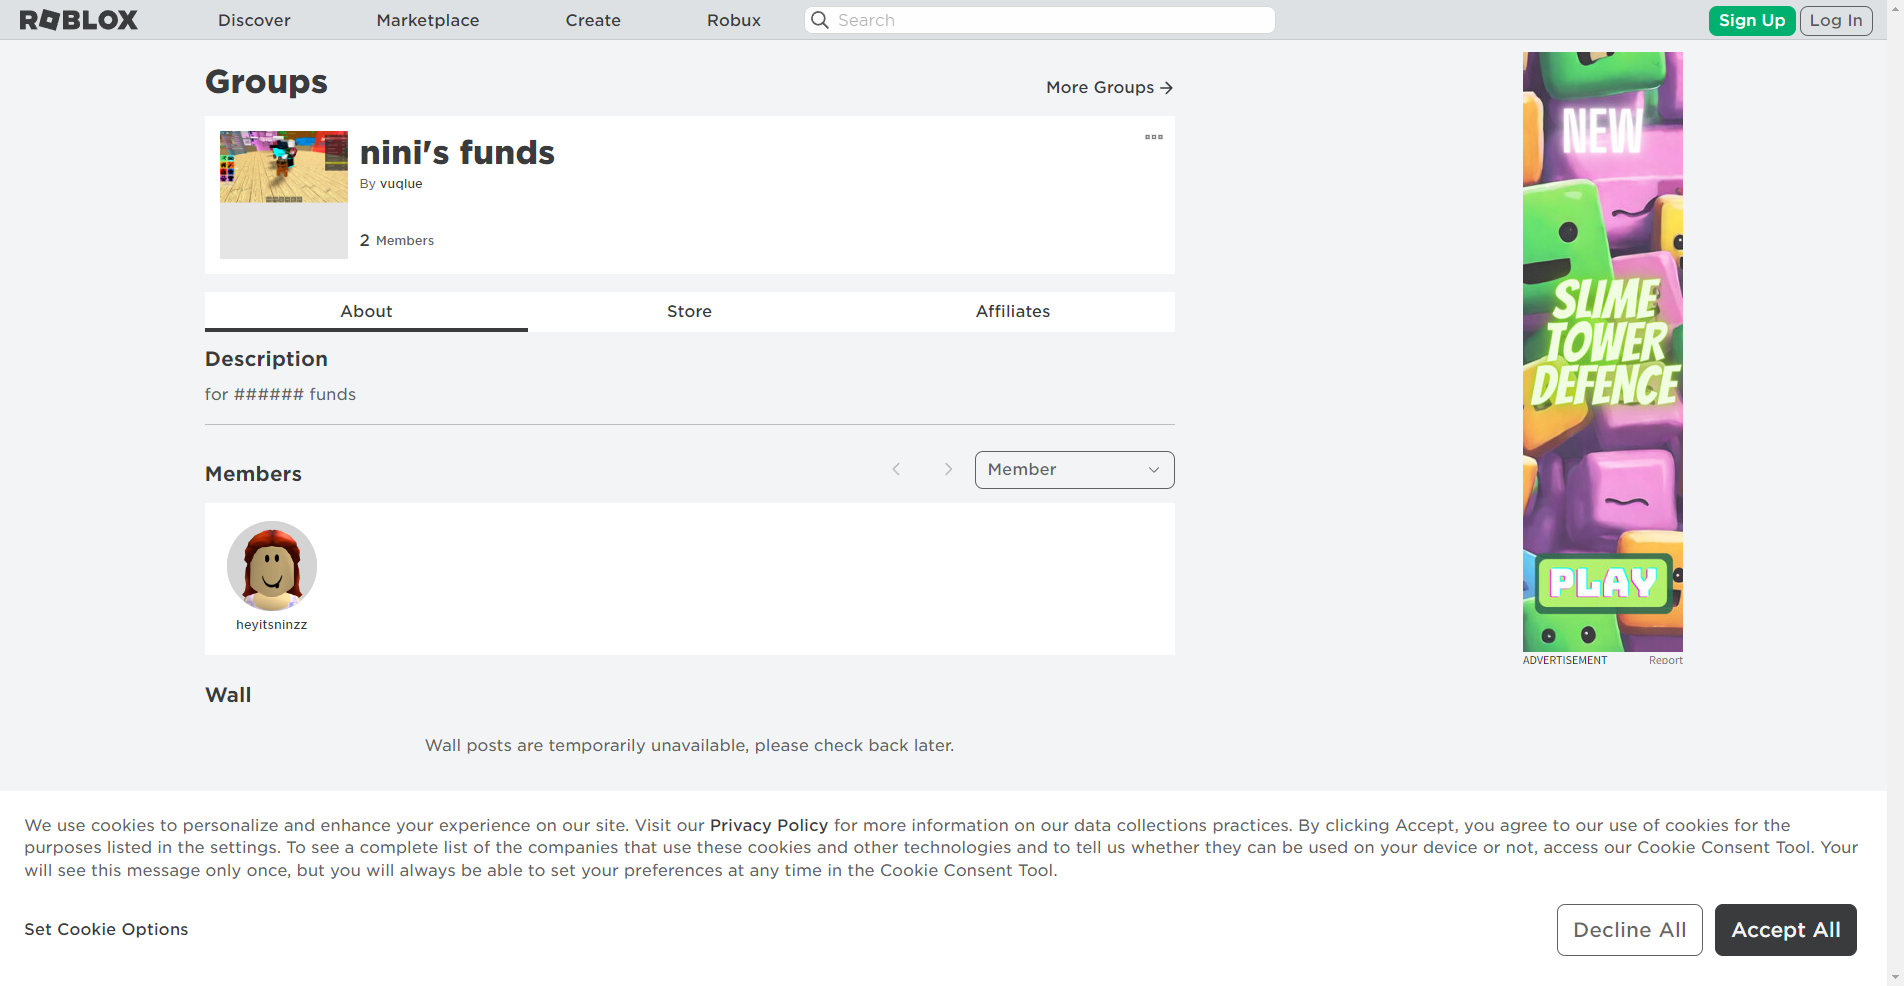 ROBLOX
Discover
Marketplace
Create
Robux
Search
Sign Up
Log In
Groups
More Groups
nini's funds
By vuqlue
2 Members
About
Store
Affiliates
Description
for ###### funds
Members
Member
heyitsninzz
Wall
Wall posts are temporarily unavailable, please check back later.
NEW
SLIME
TOWER
DEFENCE
PLAY
ADVERTISEMENT
Report
We use cookies to personalize and enhance your experience on our site. Visit our Privacy Policy for more information on our data collections practices. By clicking Accept, you agree to our use of cookies for the
purposes listed in the settings. To see a complete list of the companies that use these cookies and other technologies and to tell us whether they can be used on your device or not, access our Cookie Consent Tool. Your
will see this message only once, but you will always be able to set your preferences at any time in the Cookie Consent Tool.
Set Cookie Options
Decline All
Accept All